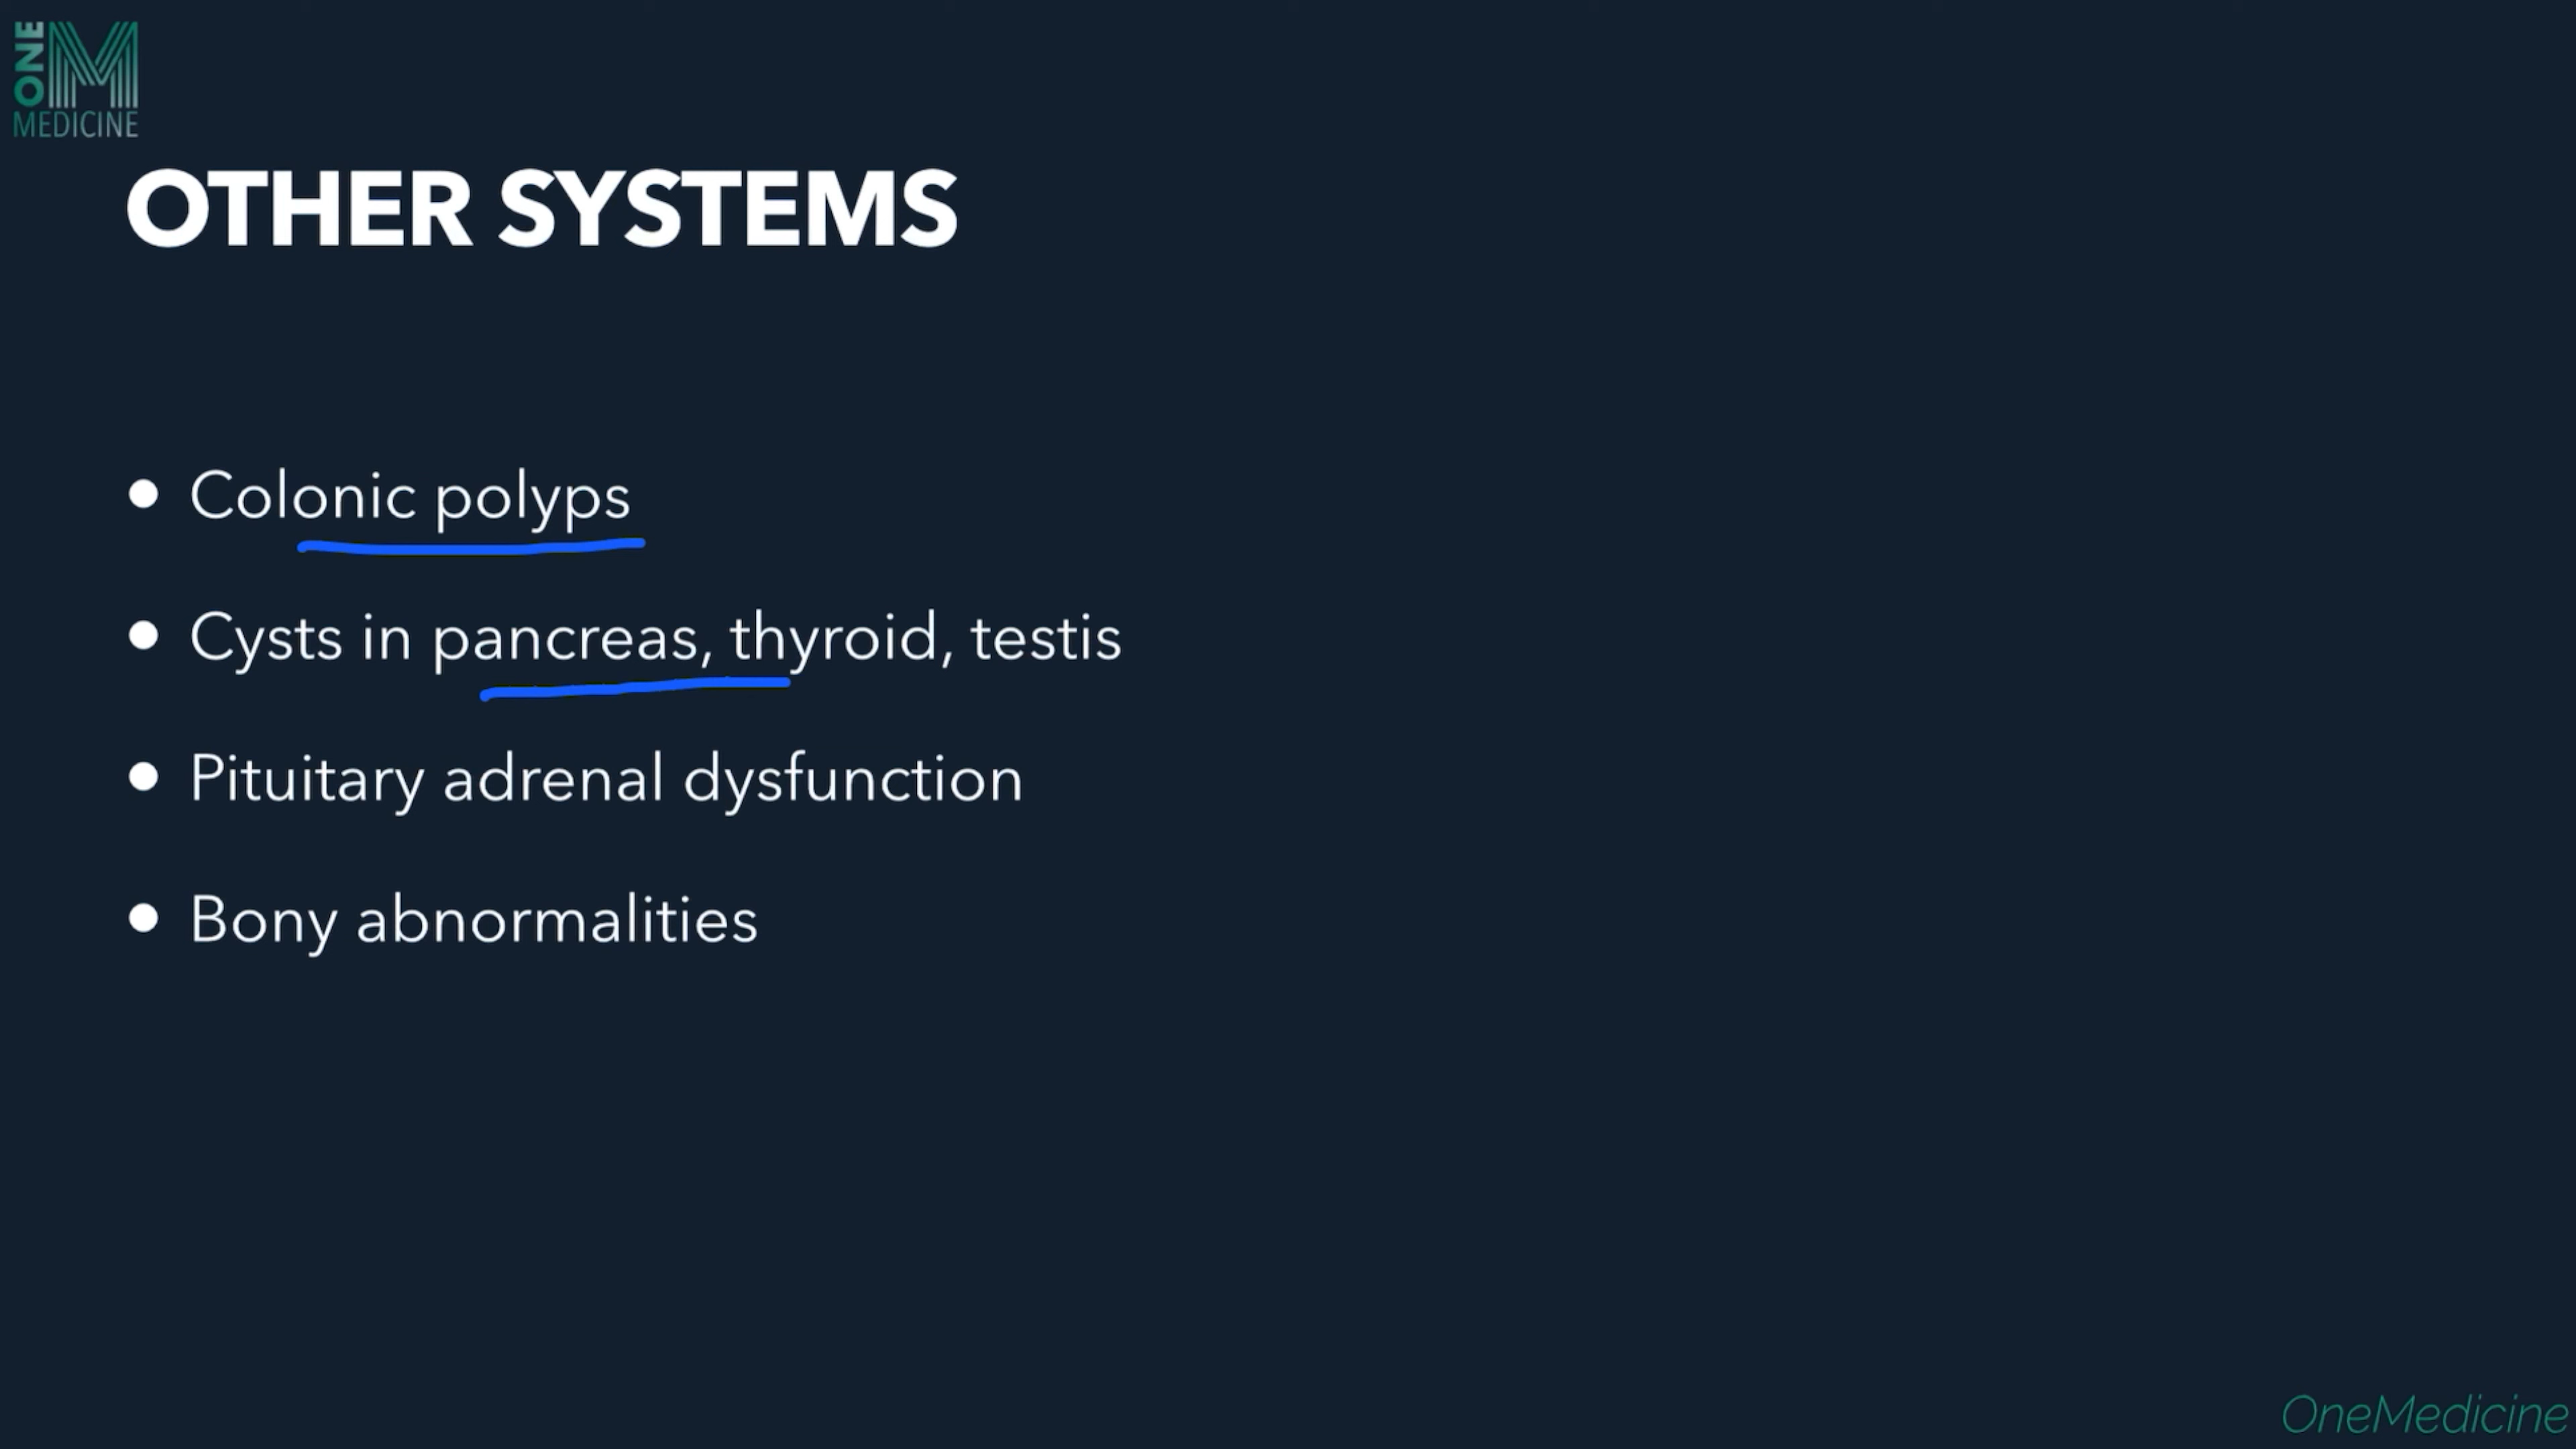 ONE M
MEDICINE
OTHER SYSTEMS
• Colonic polyps
• Cysts in pancreas, thyroid, testis
• Pituitary adrenal dysfunction
• Bony abnormalities
OneMedicine